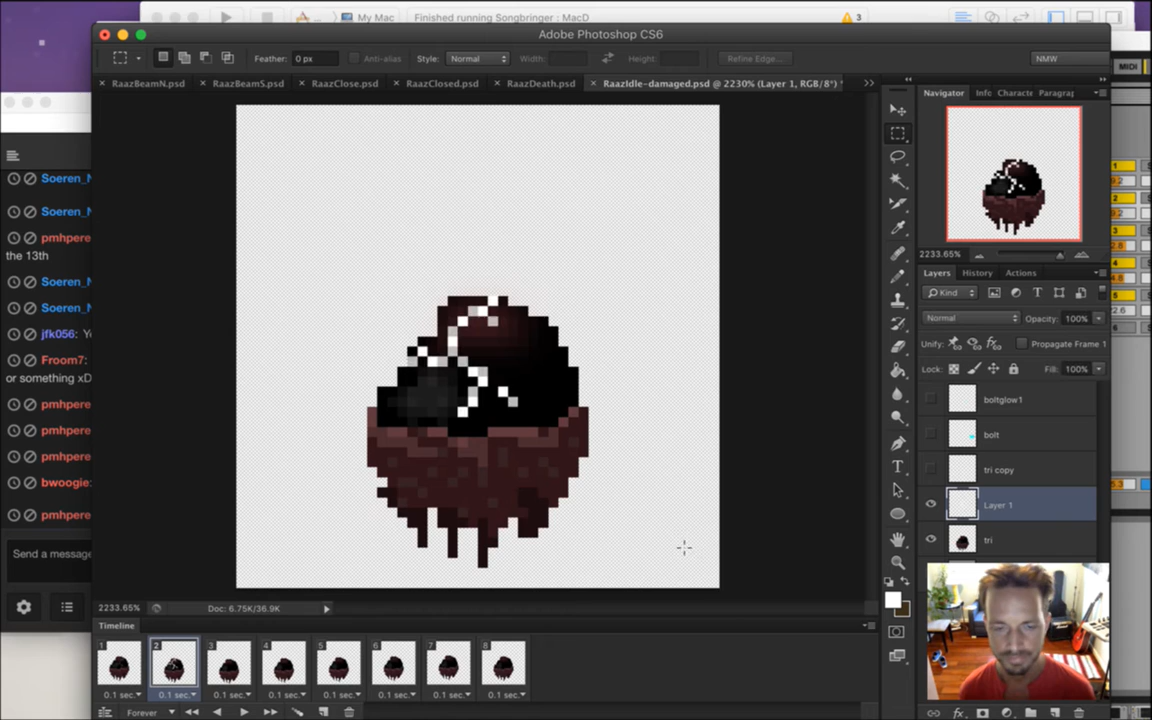 My Mac
Finished running Songbringer : MacD
3
Adobe Photoshop CS6
Feather: 0 px
Anti-alias
Style: Normal
Width:
Height:
Refine Edge...
NMW
MIDI
RaazBeamN.psd
RaazBeamS.psd
RaazClose.psd
RaazClosed.psd
RaazDeath.psd
RaazIdle-damaged.psd @ 2230% (Layer 1, RGB/8*)
Navigator
Info
Characte
Paragraj
Soeren_N
Soeren_N
pmhpere
the 13th
Soeren_N
Soeren_N
jfk056: Y
Froom7:
or something xD
pmhpere
pmhpere
pmhpere
bwoogie:
pmhpere
Send a message
2233.65%
Layers
History
Actions
Kind
Normal
Opacity: 100%
Unify:
Propagate Frame 1
Lock:
Fill: 100%
boltglow1
bolt
tri copy
Layer 1
tri
2233.65%
Doc: 6.75K/36.9K
Timeline
1 2 3 4 5 6 7 8
0.1 sec. 0.1 sec. 0.1 sec. 0.1 sec. 0.1 sec. 0.1 sec. 0.1 sec. 0.1 sec.
Forever